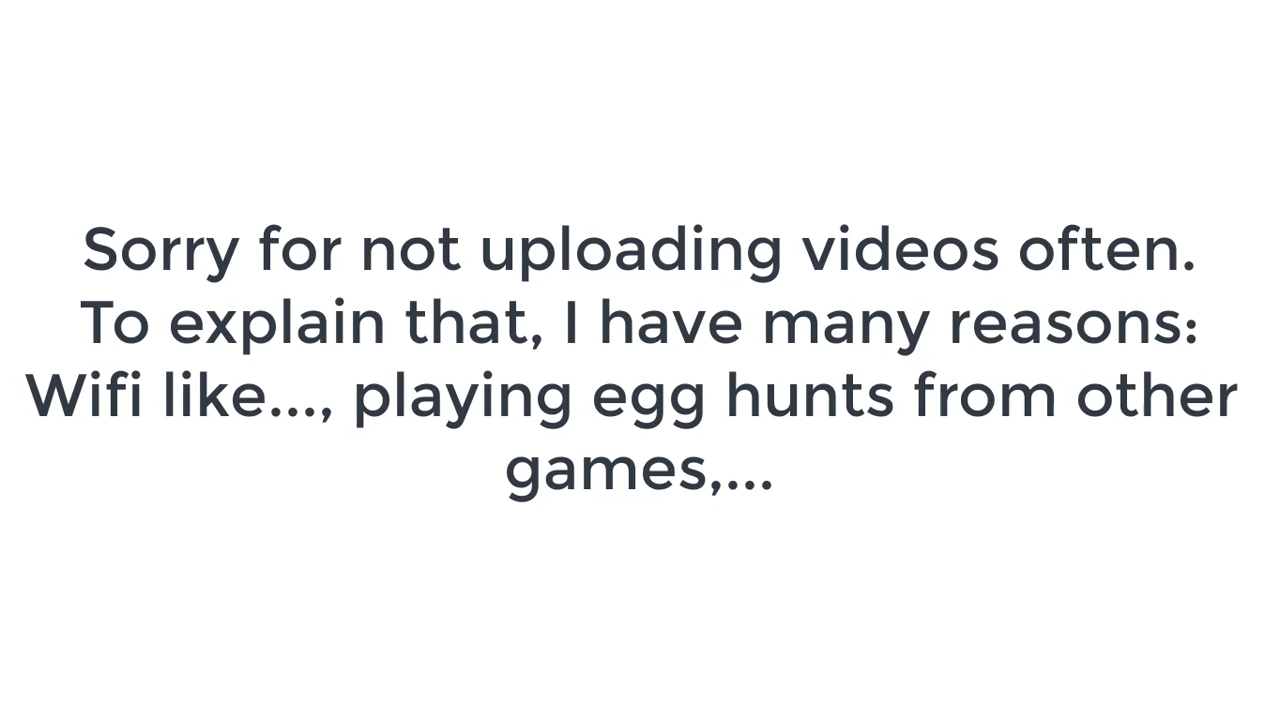 Sorry for not uploading videos often.
To explain that, I have many reasons:
Wifi like..., playing egg hunts from other
games,...